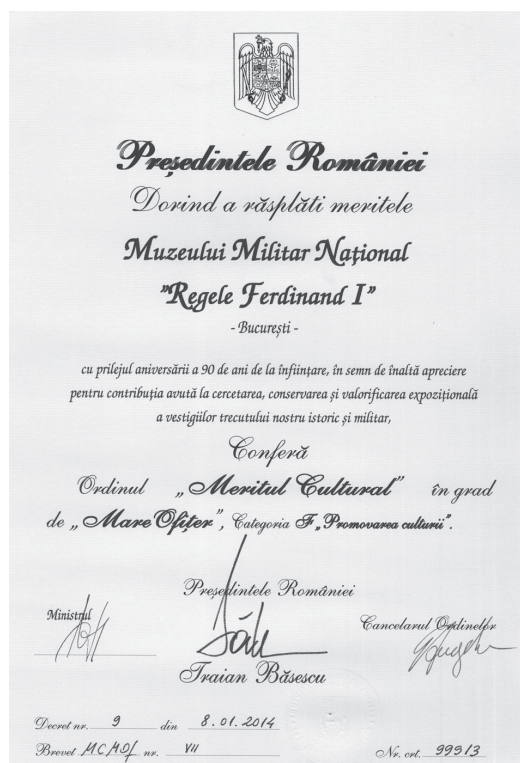 Președintele României
Dorind a răsplăti meritele
Muzeului Militar Național
"Regele Ferdinand I"
- București -
cu prilejul aniversării a 90 de ani de la înființare, în semn de înaltă apreciere
pentru contribuția avută la cercetarea, conservarea și valorificarea expozițională
a vestigiilor trecutului nostru istoric și militar,
Conferă
Ordinul „Meritul Cultural” în grad
de „Mare Ofițer”, Categoria F „Promovarea culturii”.
Președintele României
Ministrul
Cancelarul Ordinelor
Traian Băsescu
Decret nr. 9 din 8.01.2014
Brevet MCMOf nr. VII
Nr. crt. 99913